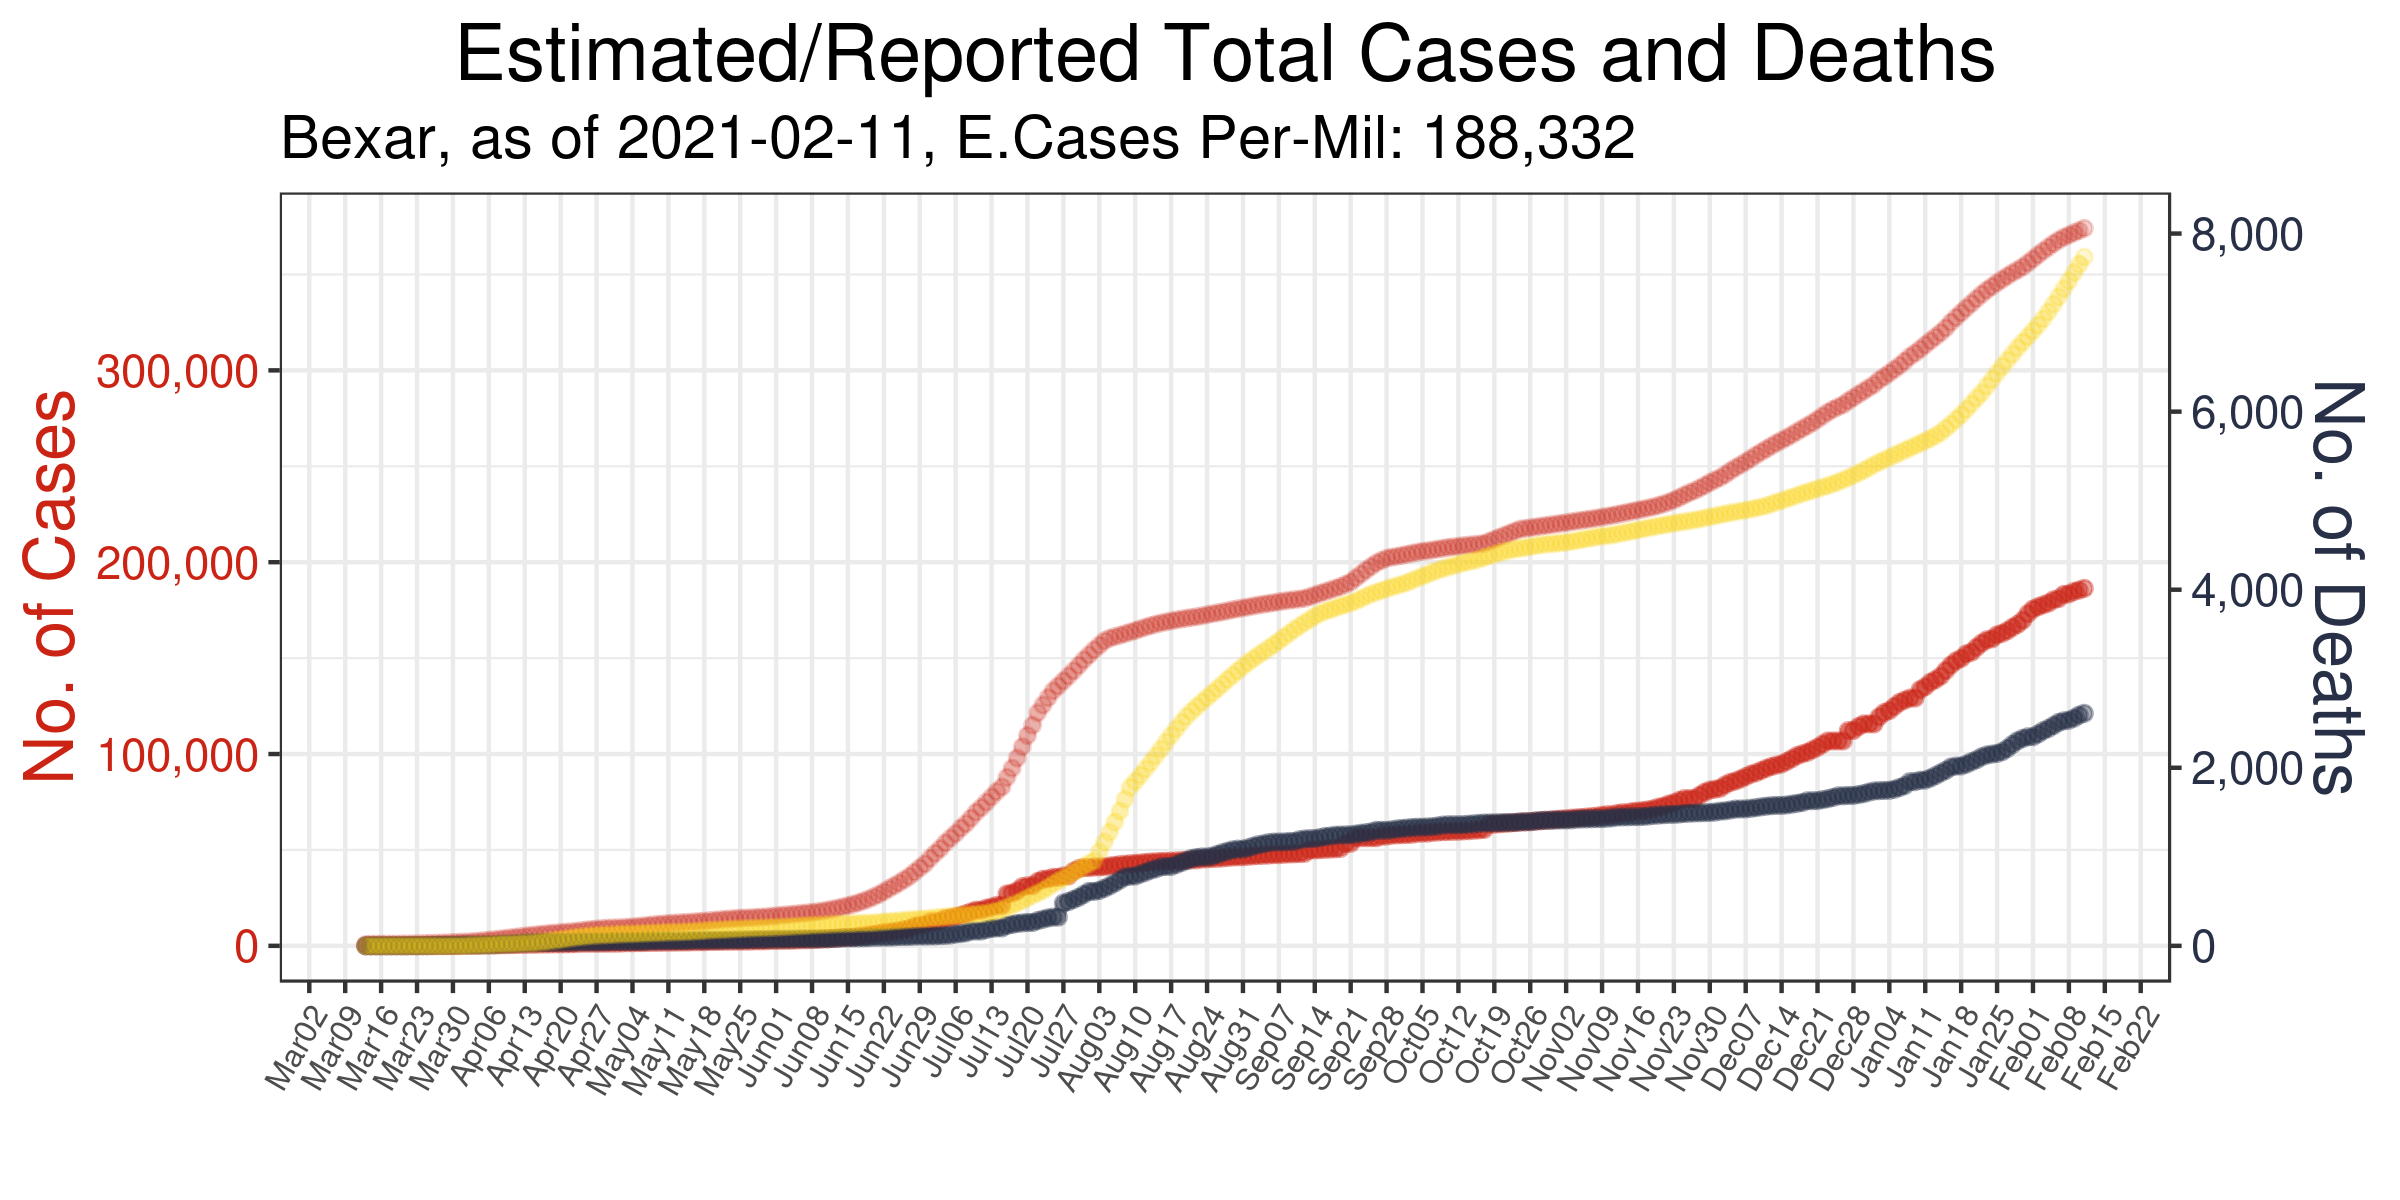 Estimated/Reported Total Cases and Deaths
Bexar, as of 2021-02-11, E.Cases Per-Mil: 188,332
No. of Cases
300,000
200,000
100,000
0
8,000
6,000
4,000
2,000
0
No. of Deaths
Mar02
Mar09
Mar16
Mar23
Mar30
Apr06
Apr13
Apr20
Apr27
May04
May11
May18
May25
Jun01
Jun08
Jun15
Jun22
Jun29
Jul06
Jul13
Jul20
Jul27
Aug03
Aug10
Aug17
Aug24
Aug31
Sep07
Sep14
Sep21
Sep28
Oct05
Oct12
Oct19
Oct26
Nov02
Nov09
Nov16
Nov23
Nov30
Dec07
Dec14
Dec21
Dec28
Jan04
Jan11
Jan18
Jan25
Feb01
Feb08
Feb15
Feb22